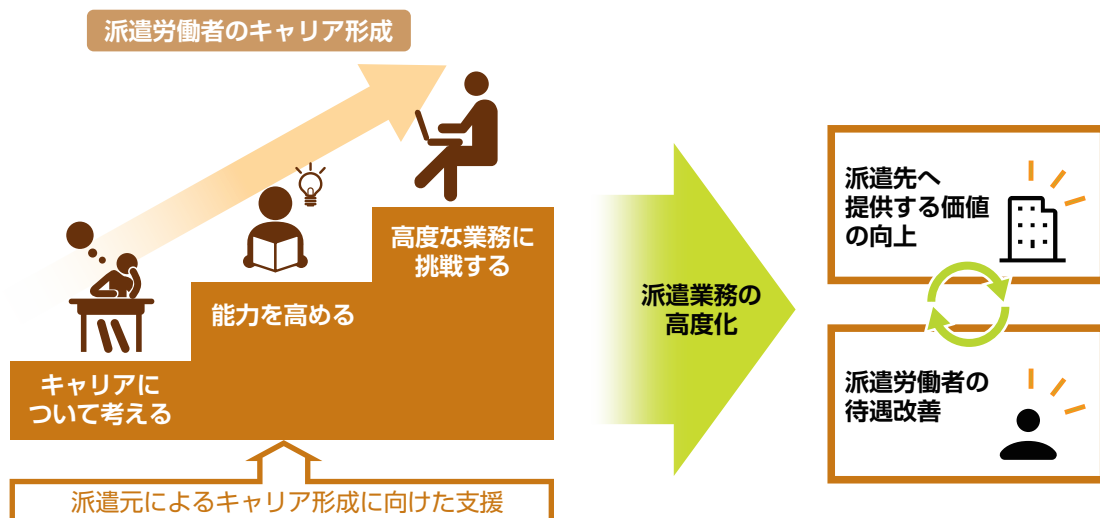 派遣労働者のキャリア形成
キャリアに
ついて考える
能力を高める
高度な業務に
挑戦する
派遣元によるキャリア形成に向けた支援
派遣業務の
高度化
派遣先へ
提供する価値
の向上
派遣労働者の
待遇改善